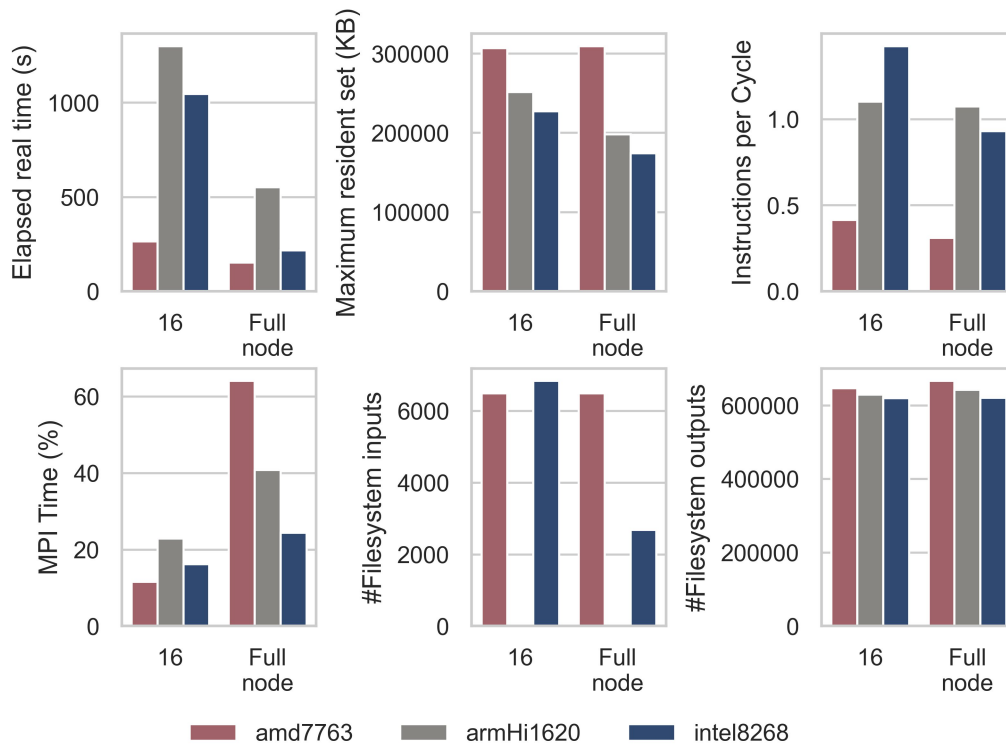 Elapsed real time (s)
1000
500
0
16
Full
node
Maximum resident set (KB)
300000
200000
100000
0
16
Full
node
Instructions per Cycle
1.0
0.5
0.0
16
Full
node
MPI Time (%)
60
40
20
0
16
Full
node
#Filesystem inputs
6000
4000
2000
0
16
Full
node
#Filesystem outputs
600000
400000
200000
0
16
Full
node
amd7763
armHi1620
intel8268